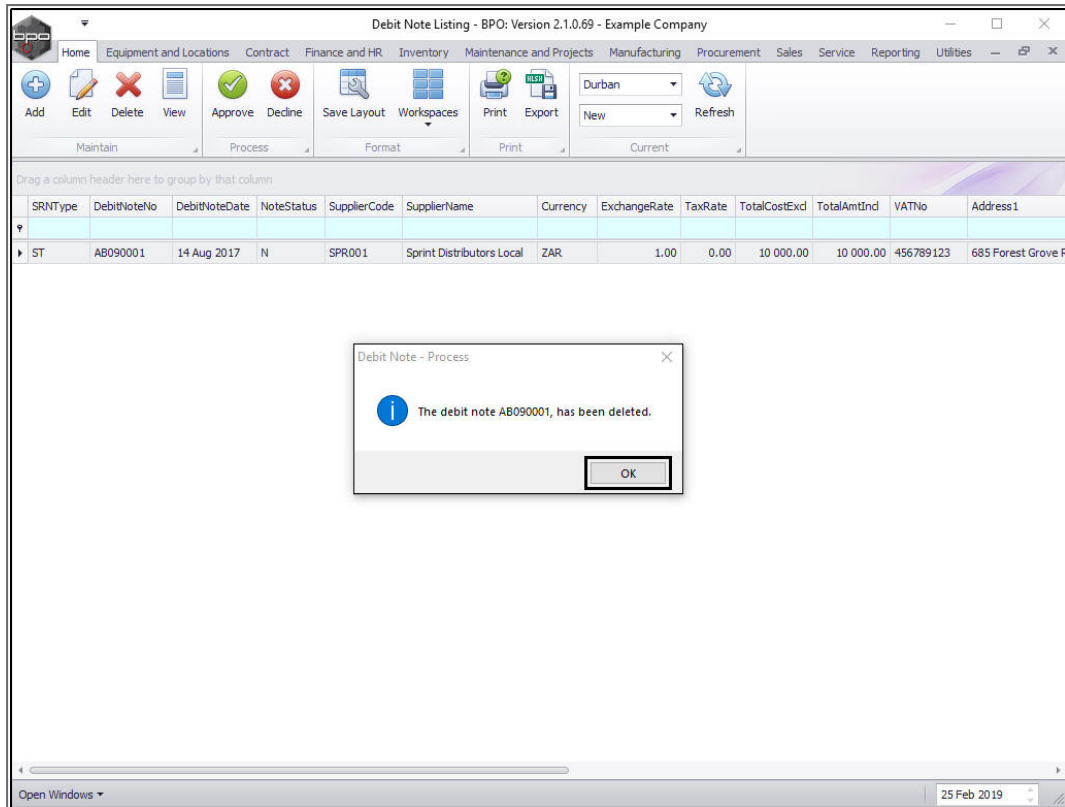 Debit Note Listing - BPO: Version 2.1.0.69 - Example Company
bpo
Home Equipment and Locations Contract Finance and HR Inventory Maintenance and Projects Manufacturing Procurement Sales Service Reporting Utilities
Add Edit Delete View Approve Decline Save Layout Workspaces Print Export Durban Refresh
New
Maintain Process Format Print Current
Drag a column header here to group by that column
SRNType DebitNoteNo DebitNoteDate NoteStatus SupplierCode SupplierName Currency ExchangeRate TaxRate TotalCostExcl TotalAmtIncl VATNo Address1
ST AB090001 14 Aug 2017 N SPR001 Sprint Distributors Local ZAR 1.00 0.00 10 000.00 10 000.00 456789123 685 Forest Grove
Debit Note - Process
The debit note AB090001, has been deleted.
OK
Open Windows 25 Feb 2019